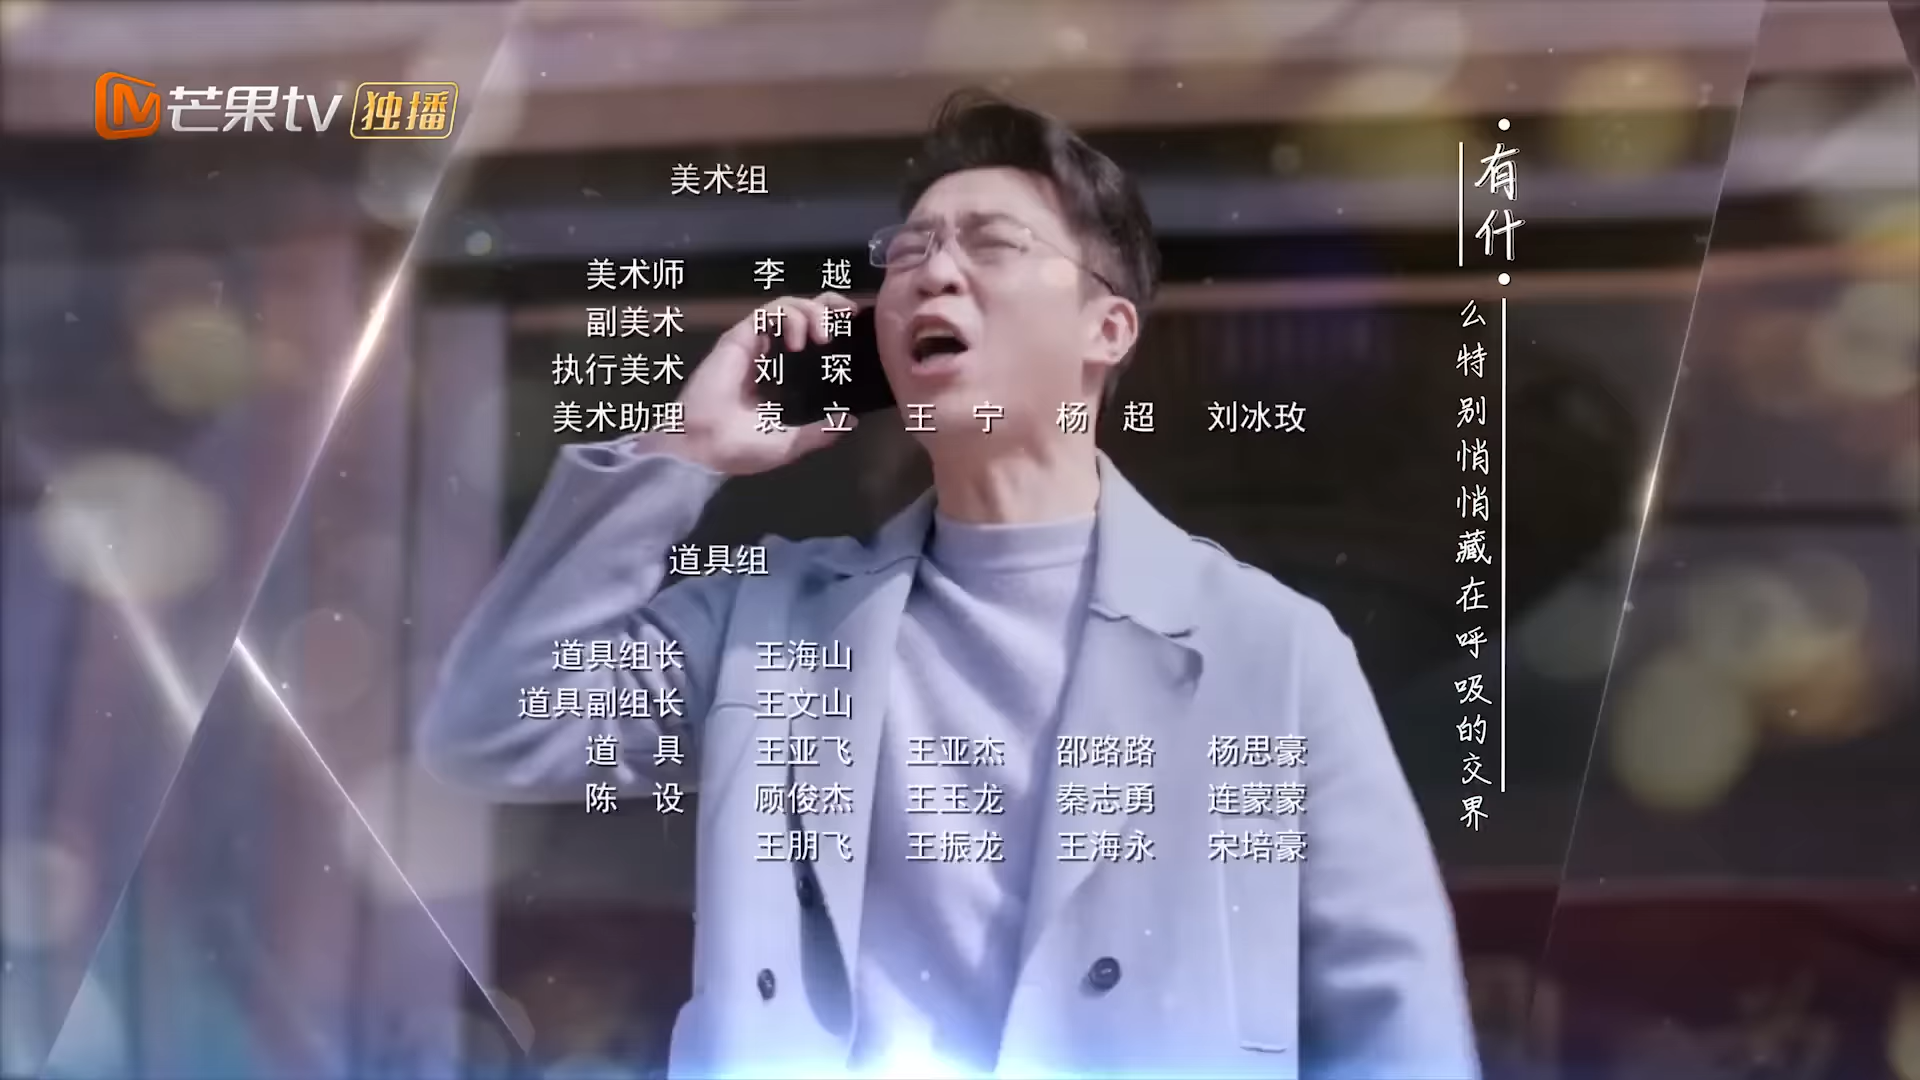 芒果tv 独播
美术组
美术师 李 越
副美术 时 韬
执行美术 刘 琛
美术助理 袁 立 王 宁 杨 超 刘冰玫
道具组
道具组长 王海山
道具副组长 王文山
道 具 王亚飞 王亚杰 邵路路 杨思豪
陈 设 顾俊杰 王玉龙 秦志勇 连蒙蒙
王朋飞 王振龙 王海永 宋培豪
有什
么特别悄悄藏在呼吸的交界